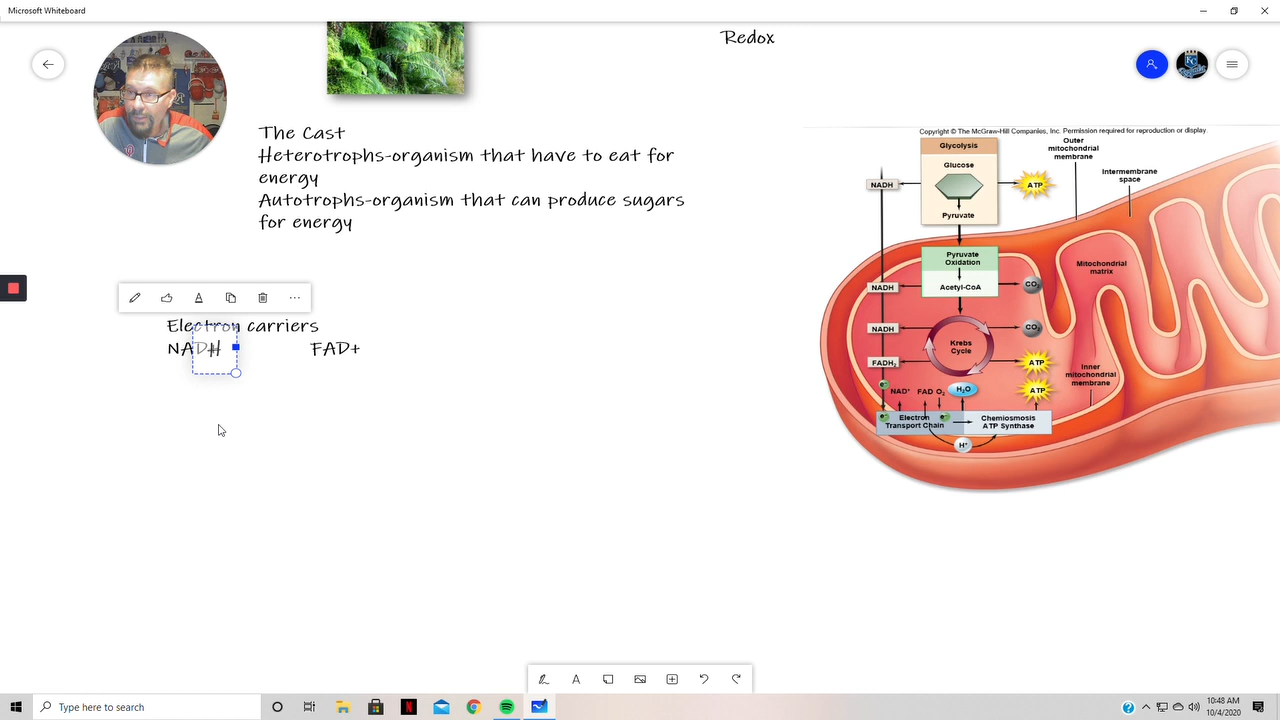 Microsoft Whiteboard
Redox
The Cast
Heterotrophs-organism that have to eat for
energy
Autotrophs-organism that can produce sugars
for energy
Electron carriers
NAD+ H FAD+
Copyright © The McGraw-Hill Companies, Inc. Permission required for reproduction or display.
Glycolysis
Glucose
Pyruvate
NADH
ATP
Outer
mitochondrial
membrane
Intermembrane
space
Pyruvate
Oxidation
Acetyl-CoA
NADH
CO2
Mitochondrial
matrix
NADH
Krebs
Cycle
CO2
FADH2
ATP
Inner
mitochondrial
membrane
e-
NAD+ FAD O2 H2O
ATP
e- Electron
Transport Chain e-
Chemiosmosis
ATP Synthase
H+
KC
Type here to search
10:48 AM
10/4/2020